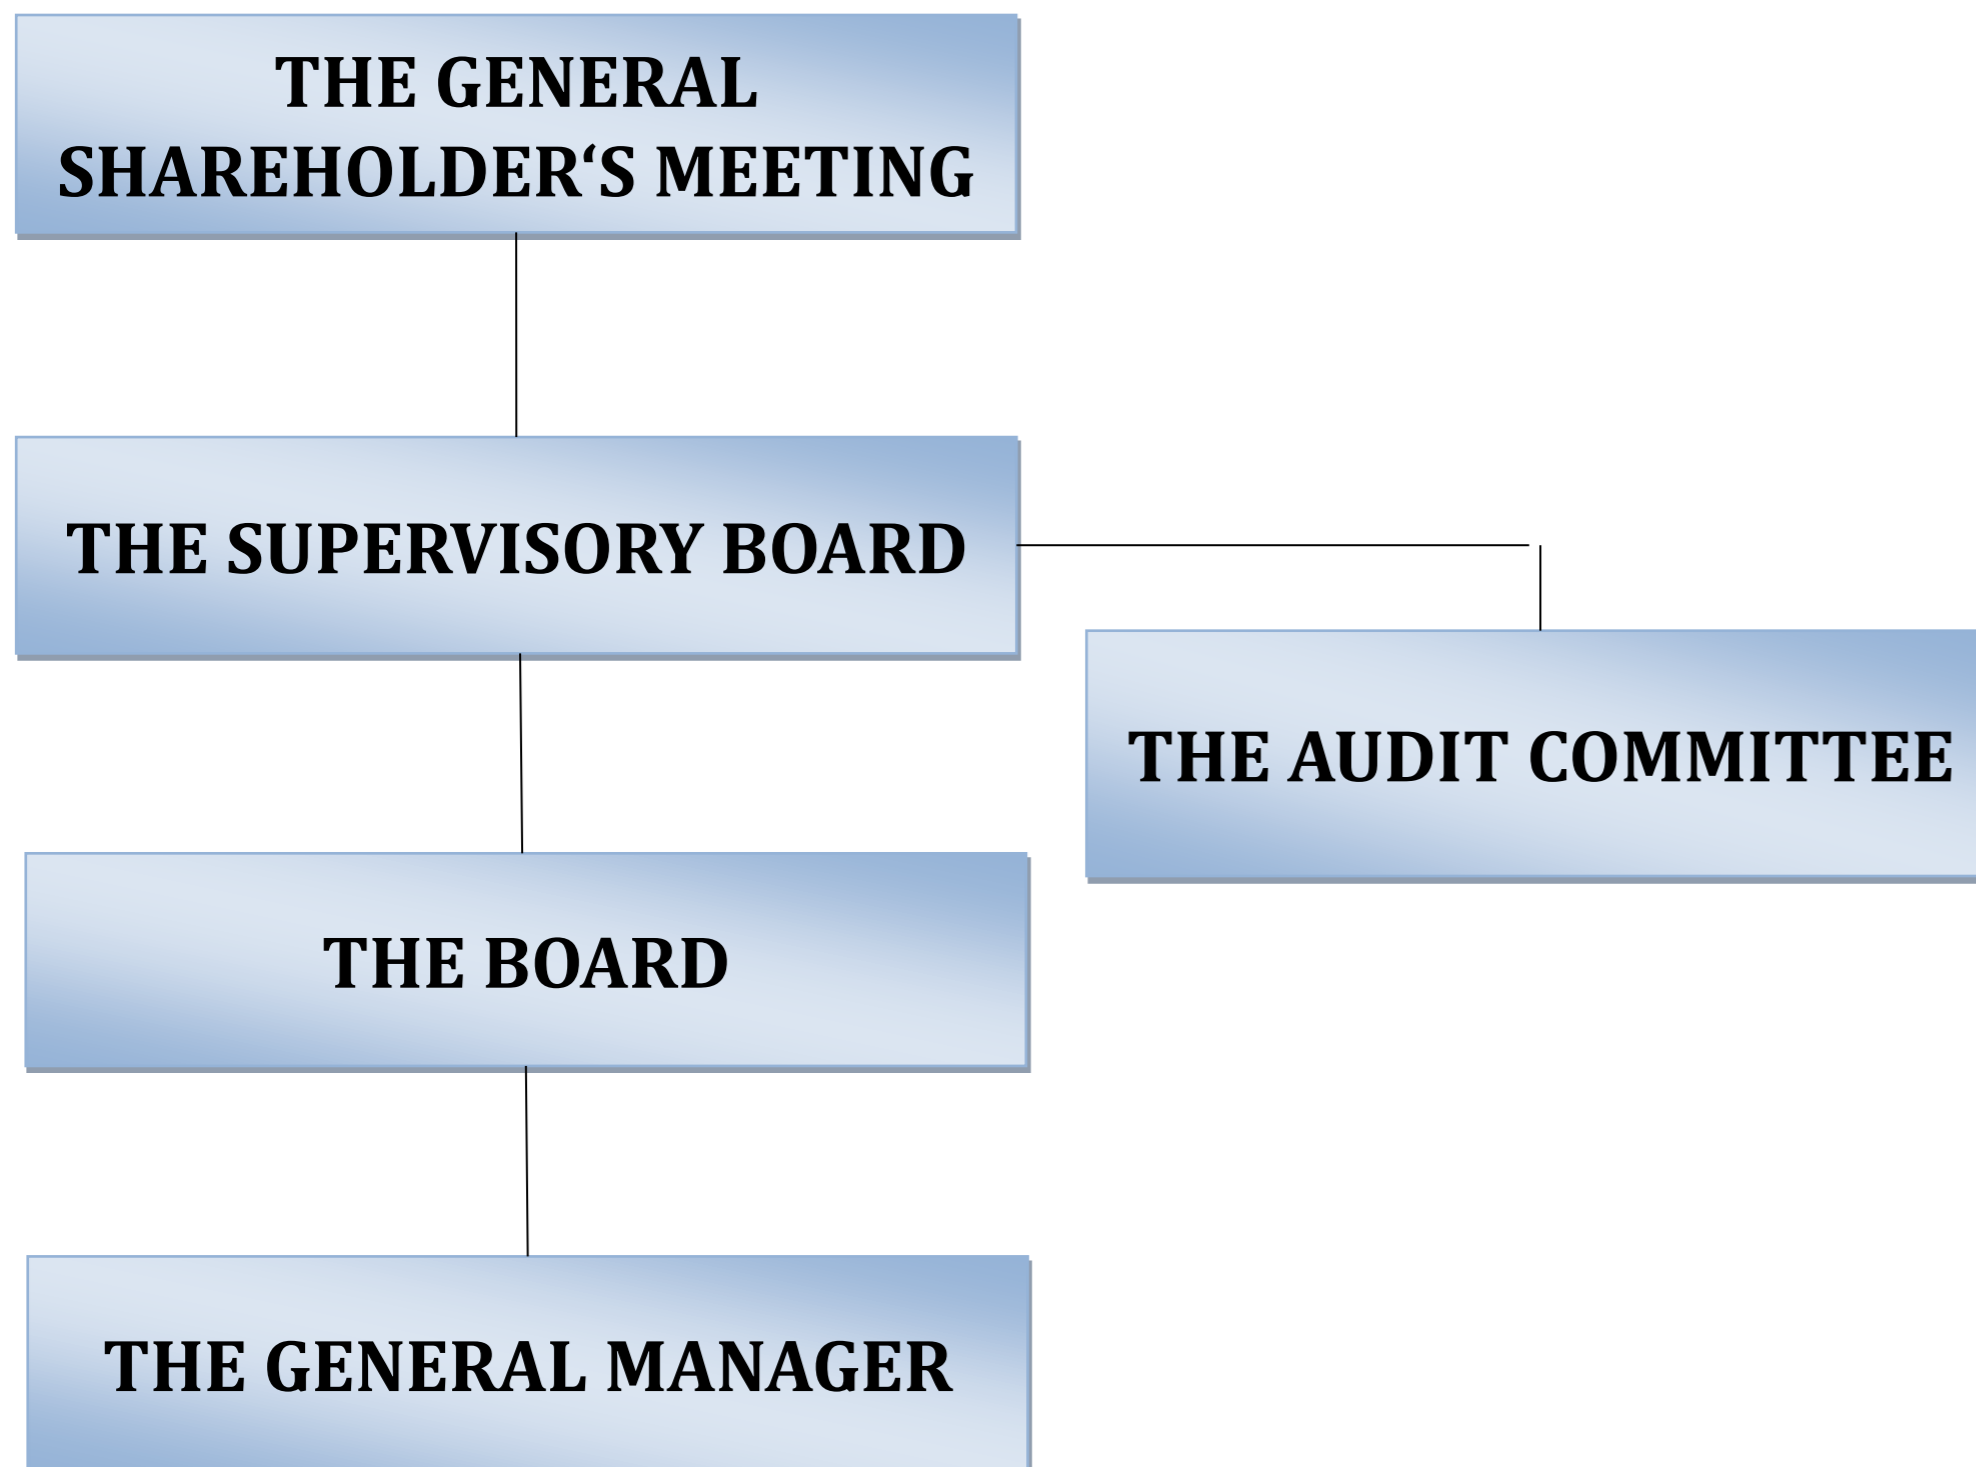 THE GENERAL
SHAREHOLDER‘S MEETING
THE SUPERVISORY BOARD
THE AUDIT COMMITTEE
THE BOARD
THE GENERAL MANAGER